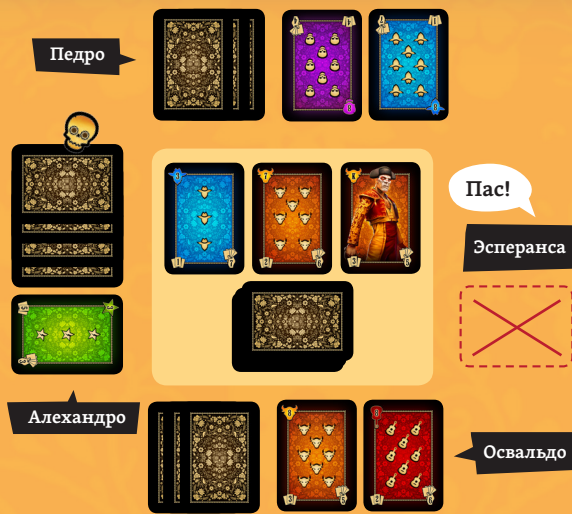 Педро
Пас!
Эсперанса
Алехандро
Освальдо